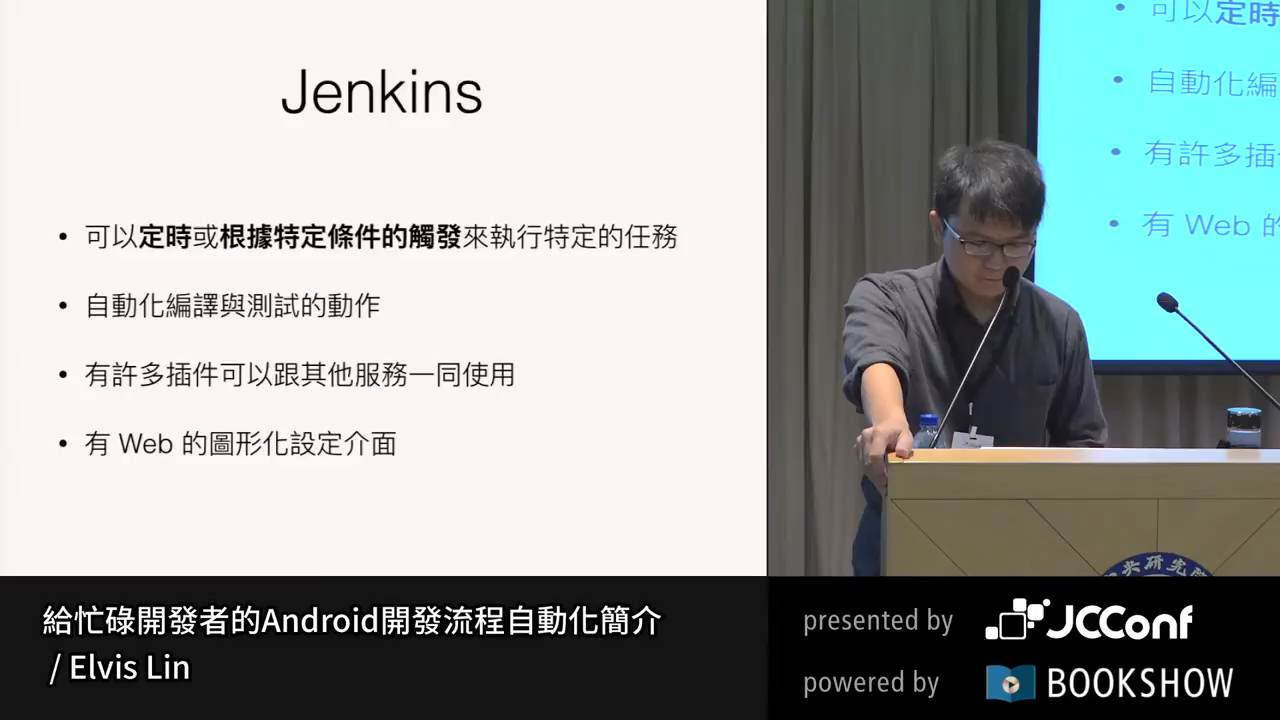 Jenkins
• 可以定時或根據特定條件的觸發來執行特定的任務
• 自動化編譯與測試的動作
• 有許多插件可以跟其他服務一同使用
• 有 Web 的圖形化設定介面
• 可以定時
• 自動化編
• 有許多插
• 有 Web 的
央研究院
給忙碌開發者的Android開發流程自動化簡介
/ Elvis Lin
presented by JCConf
powered by BOOKSHOW